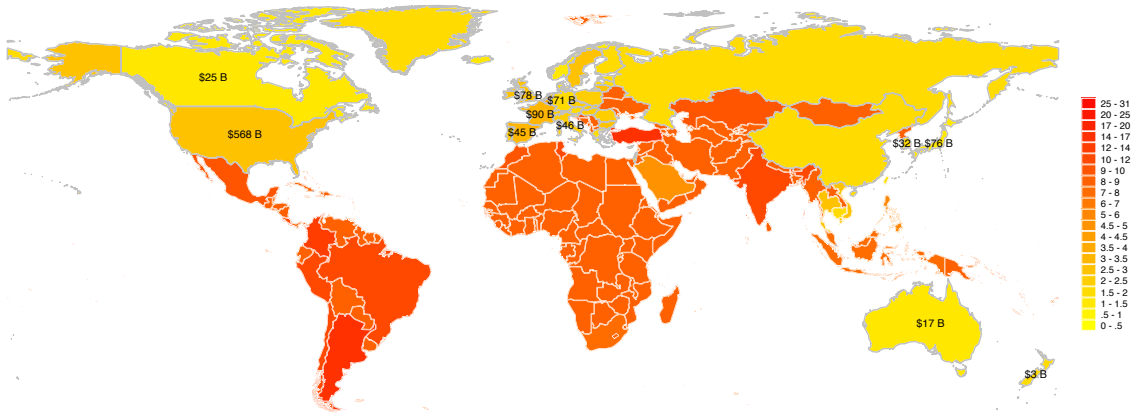 $25 B
$568 B
$78 B
$71 B
$90 B
$46 B
$45 B
$32 B
$76 B
$17 B
$3 B
25 - 31
20 - 25
17 - 20
14 - 17
12 - 14
10 - 12
9 - 10
8 - 9
7 - 8
6 - 7
5 - 6
4.5 - 5
4 - 4.5
3.5 - 4
3 - 3.5
2.5 - 3
2 - 2.5
1.5 - 2
1 - 1.5
.5 - 1
0 - .5